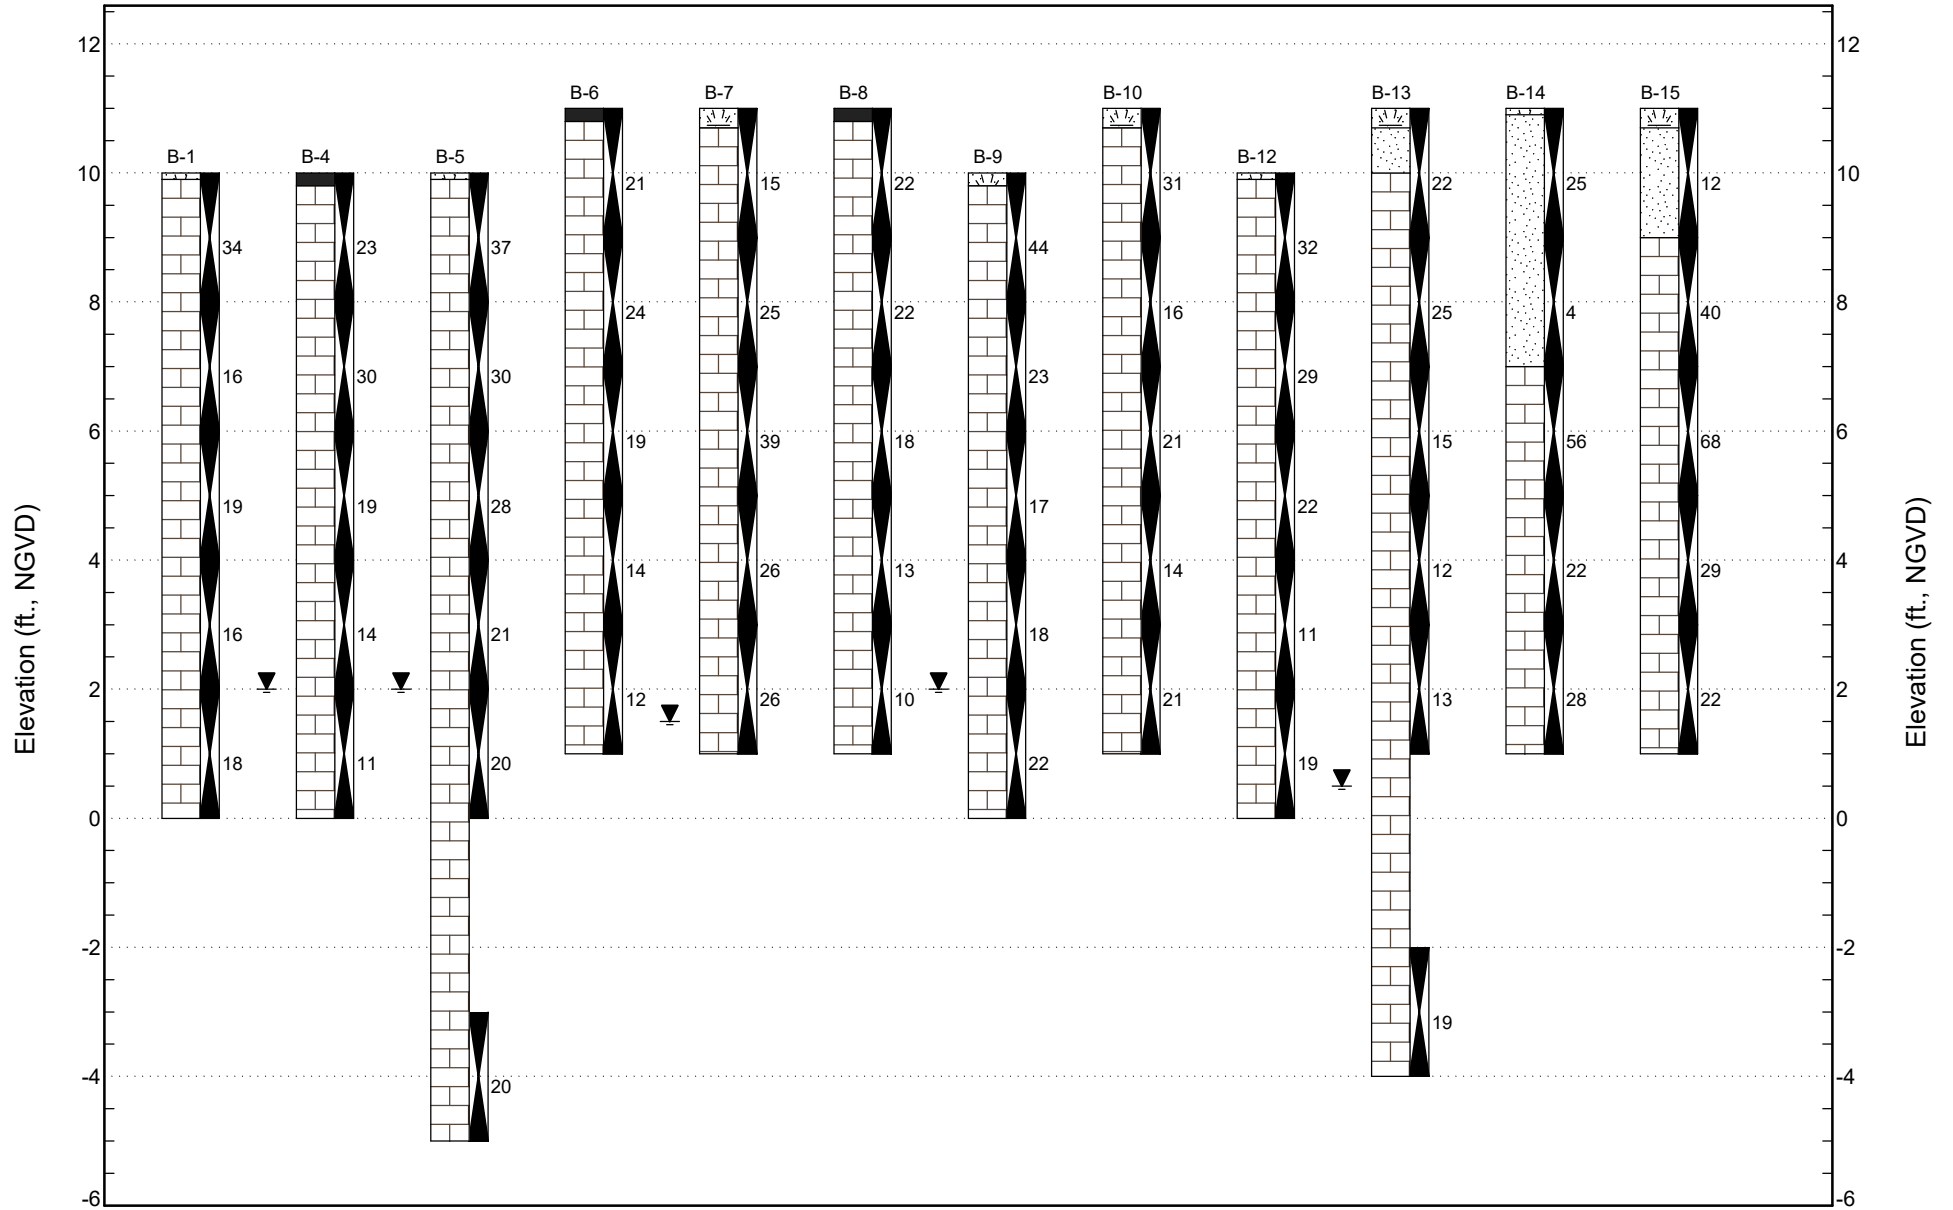 12 12
B-6 B-7 B-8 B-10 B-13 B-14 B-15
B-1 B-4 B-5 B-9 B-12
10 10
21 15 22 31 22 25 12
34 23 37 44 32
8 8
24 25 22 16 25 4 40
16 30 30 23 29
6 6
19 39 18 21 15 56 68
19 19 28 17 22
4 4
14 26 13 14 12 22 29
16 14 21 18 11
2 2
12 26 10 21 13 28 22
18 11 20 22 19
0 0
-2 -2
19
-4 -4
20
-6 -6
Elevation (ft., NGVD)
Elevation (ft., NGVD)